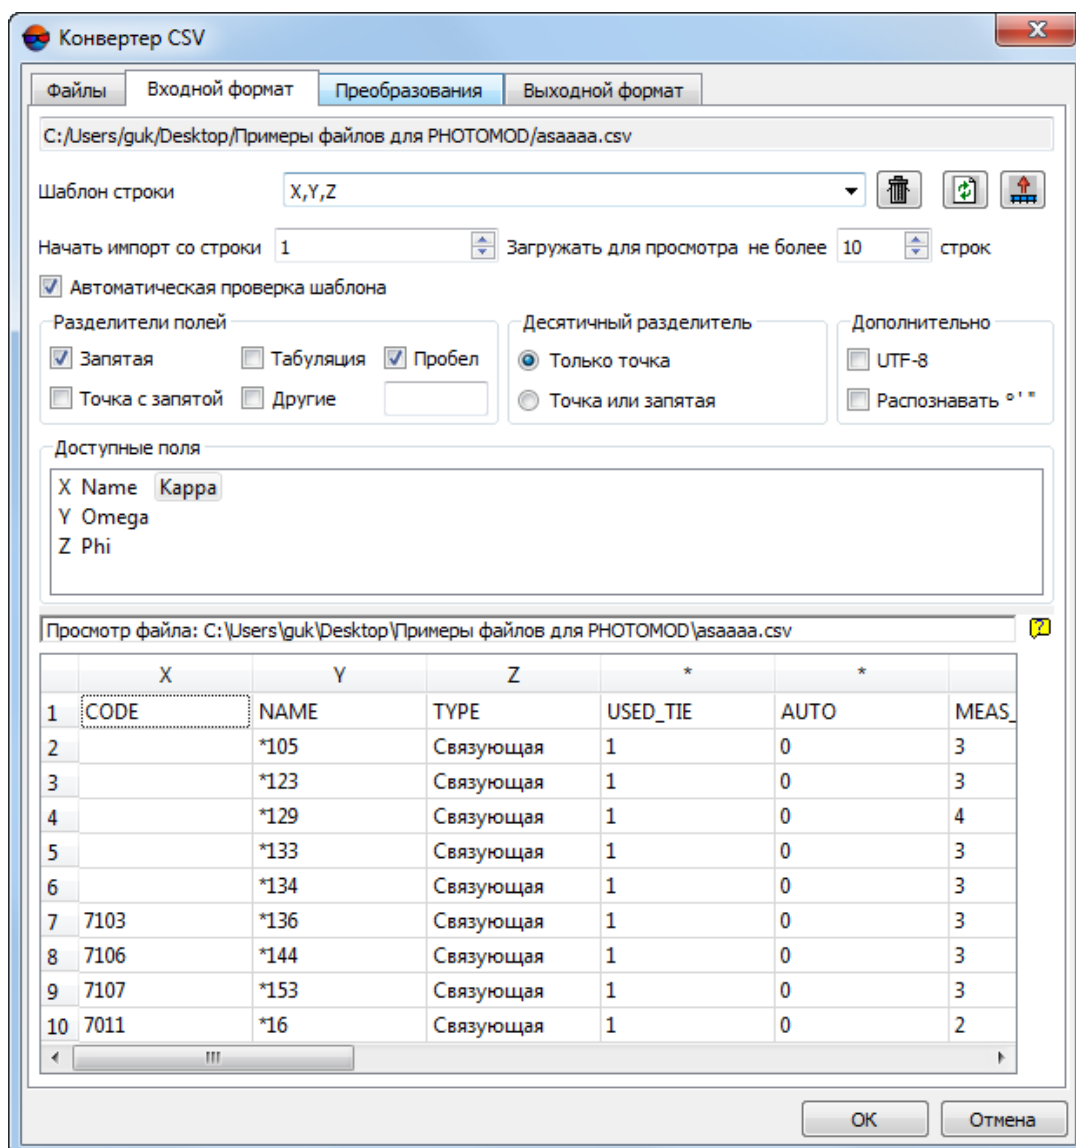 Конвертер CSV
Файлы Входной формат Преобразования Выходной формат
C:/Users/guk/Desktop/Примеры файлов для PHOTOMOD/asaaaa.csv
Шаблон строки X,Y,Z
Начать импорт со строки 1 Загружать для просмотра не более 10 строк
Автоматическая проверка шаблона
Разделители полей Десятичный разделитель Дополнительно
Запятая Табуляция Пробел Только точка UTF-8
Точка с запятой Другие Точка или запятая Распознавать °'"
Доступные поля
X Name Kappa
Y Omega
Z Phi
Просмотр файла: C:\Users\guk\Desktop\Примеры файлов для PHOTOMOD\asaaaa.csv
X Y Z * *
1 CODE NAME TYPE USED_TIE AUTO MEAS_
2 *105 Связующая 1 0 3
3 *123 Связующая 1 0 3
4 *129 Связующая 1 0 4
5 *133 Связующая 1 0 3
6 *134 Связующая 1 0 3
7 7103 *136 Связующая 1 0 3
8 7106 *144 Связующая 1 0 3
9 7107 *153 Связующая 1 0 3
10 7011 *16 Связующая 1 0 2
OK Отмена